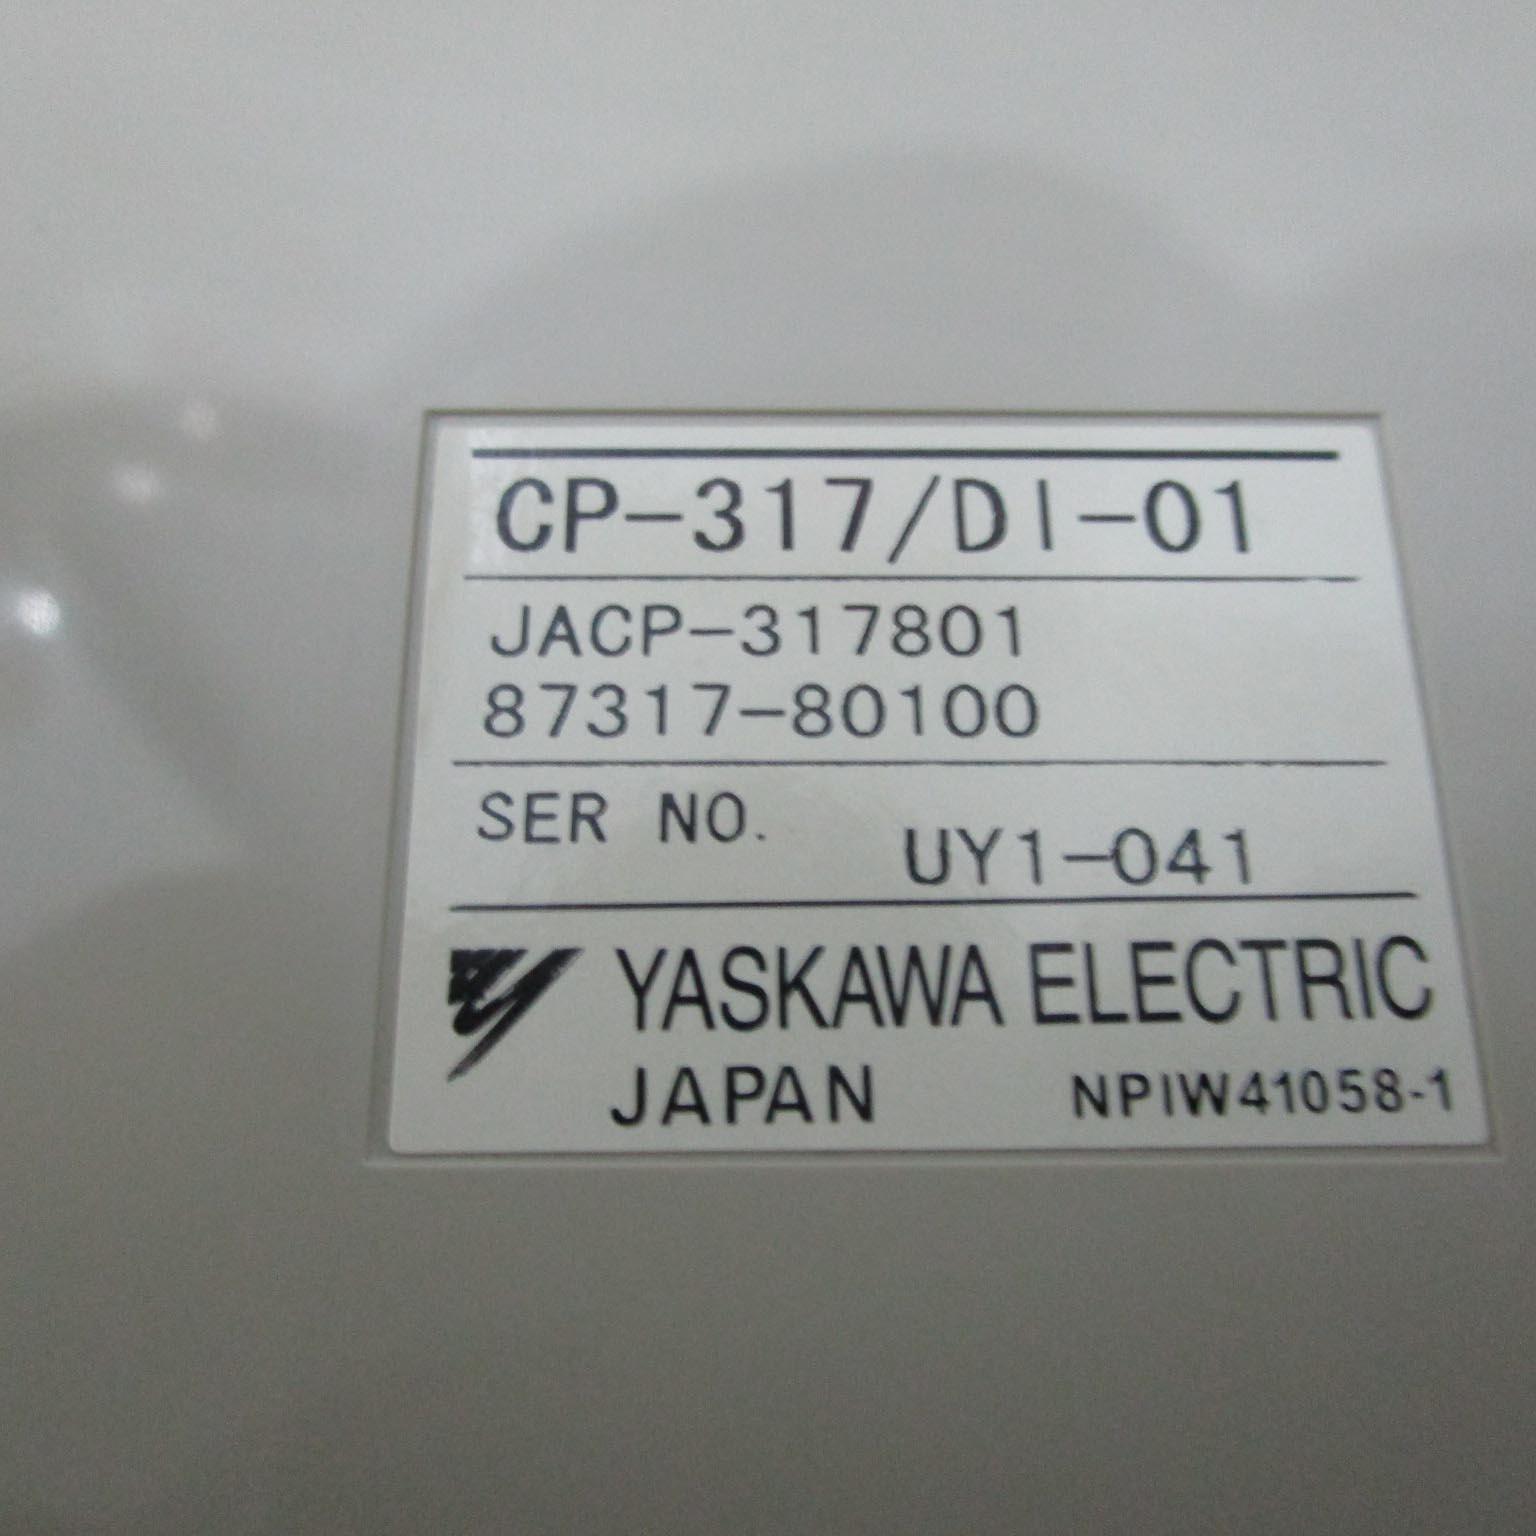 CP-317/DI-01
JACP-317801
87317-80100
SER NO. UY1-041
YASKAWA ELECTRIC
JAPAN NPIW41058-1